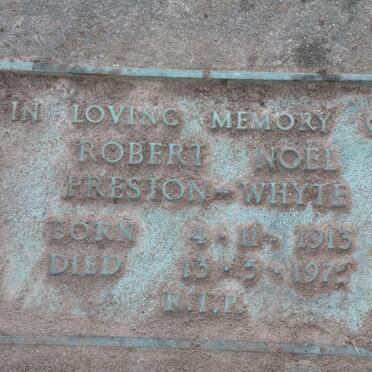 IN LOVING MEMORY
ROBERT NOEL
PRESTON-WHYTE
BORN 4·11·1913
DIED 13·5·
R.I.P.